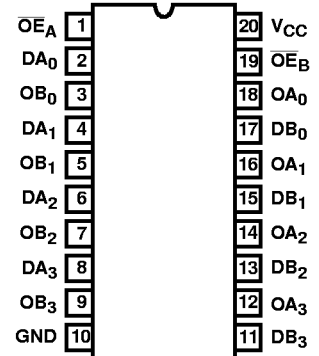 O̅E̅A 1 20 VCC
DA0 2 19 O̅E̅B
OB0 3 18 OA0
DA1 4 17 DB0
OB1 5 16 OA1
DA2 6 15 DB1
OB2 7 14 OA2
DA3 8 13 DB2
OB3 9 12 OA3
GND 10 11 DB3